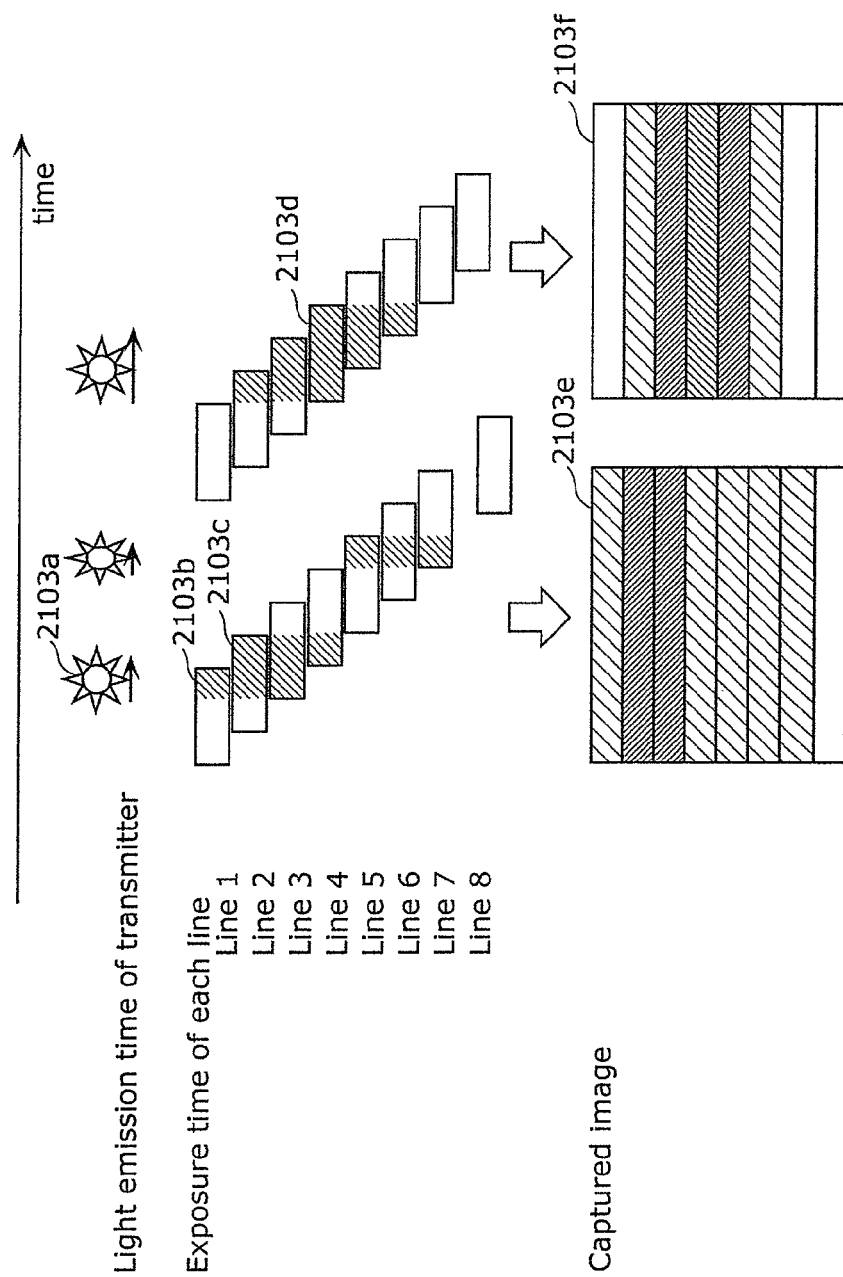 time
Light emission time of transmitter
2103a
Exposure time of each line
2103b
2103c
2103d
Line 1
Line 2
Line 3
Line 4
Line 5
Line 6
Line 7
Line 8
Captured image
2103e
2103f